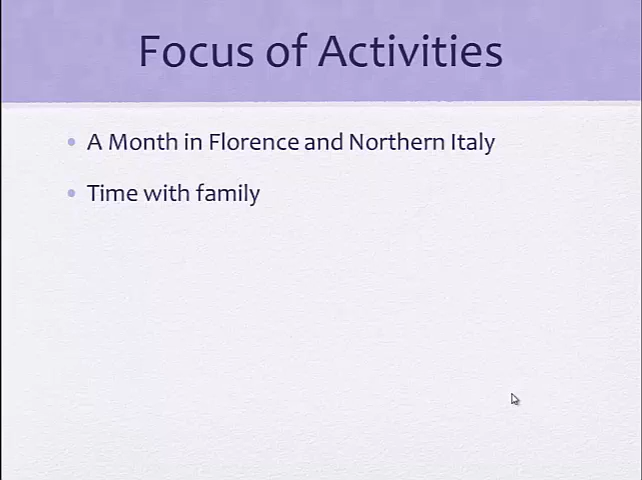 Focus of Activities
A Month in Florence and Northern Italy
Time with family